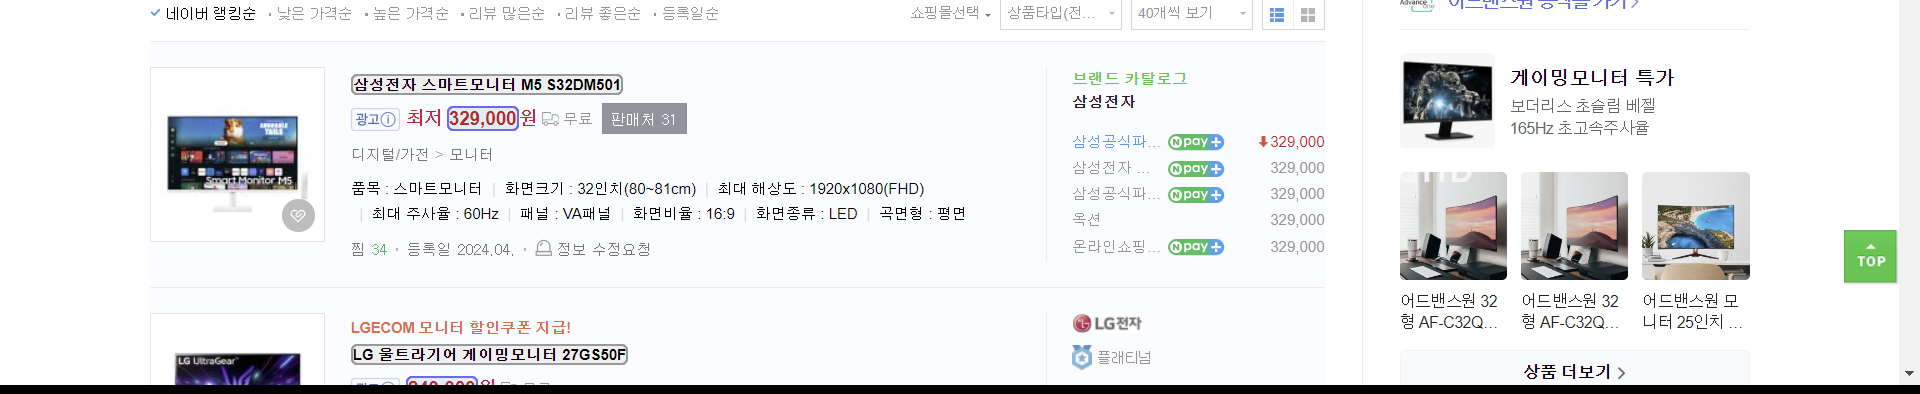 네이버 랭킹순 · 낮은 가격순 · 높은 가격순 · 리뷰 많은순 · 리뷰 좋은순 · 등록일순
쇼핑몰선택 상품타입(전... 40개씩 보기
삼성전자 스마트모니터 M5 S32DM501
광고 최저 329,000원 무료 판매처 31
디지털/가전 > 모니터
품목 : 스마트모니터 | 화면크기 : 32인치(80~81cm) | 최대 해상도 : 1920x1080(FHD)
| 최대 주사율 : 60Hz | 패널 : VA패널 | 화면비율 : 16:9 | 화면종류 : LED | 곡면형 : 평면
찜 34 · 등록일 2024.04. · 정보 수정요청
Smart Monitor M5
브랜드 카탈로그
삼성전자
삼성공식파... N pay+ 329,000
삼성전자 ... N pay+ 329,000
삼성공식파... N pay+ 329,000
옥션 329,000
온라인쇼핑... N pay+ 329,000
LGECOM 모니터 할인쿠폰 지급!
LG 울트라기어 게이밍모니터 27GS50F
LG UltraGear
LG전자
플래티넘
Advance
one
게이밍모니터 특가
보더리스 초슬림 베젤
165Hz 초고속주사율
어드밴스원 32
형 AF-C32Q...
어드밴스원 32
형 AF-C32Q...
어드밴스원 모
니터 25인치 ...
상품 더보기
TOP